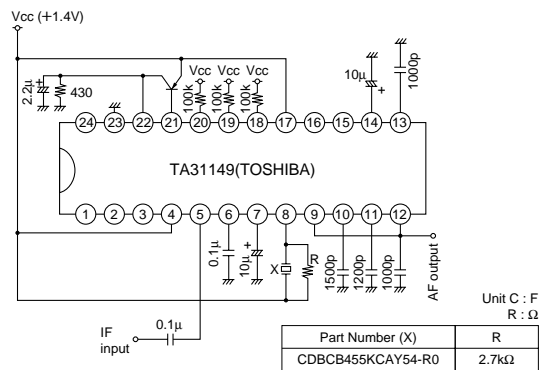 Vcc (+1.4V)
2.2μ
+
430
Vcc Vcc Vcc
100k 100k 100k
10μ
+
1000p
24 23 22 21 20 19 18 17 16 15 14 13
TA31149(TOSHIBA)
1 2 3 4 5 6 7 8 9 10 11 12
0.1μ
10μ
+
X
R
1500p
1200p
1000p
AF output
IF
input
0.1μ
Unit C : F
R : Ω
Part Number (X) R
CDBCB455KCAY54-R0 2.7kΩ